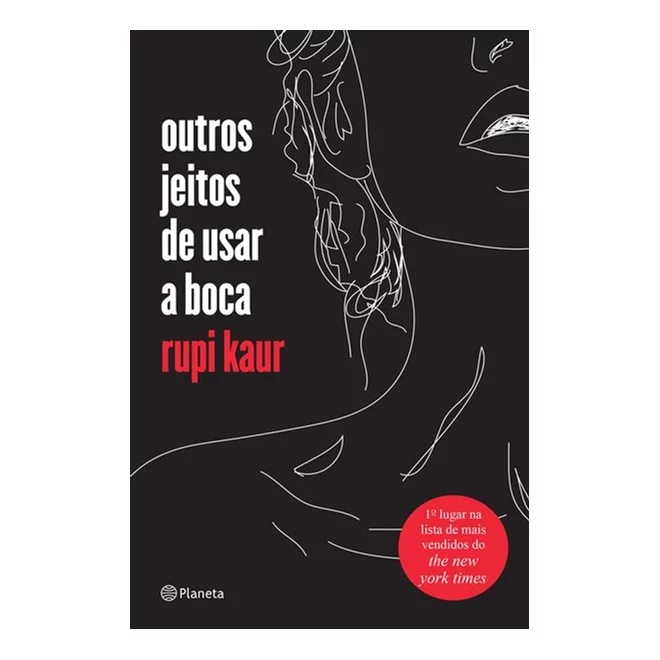 outros
jeitos
de usar
a boca
rupi kaur
1º lugar na
lista de mais
vendidos do
the new
york times
Planeta